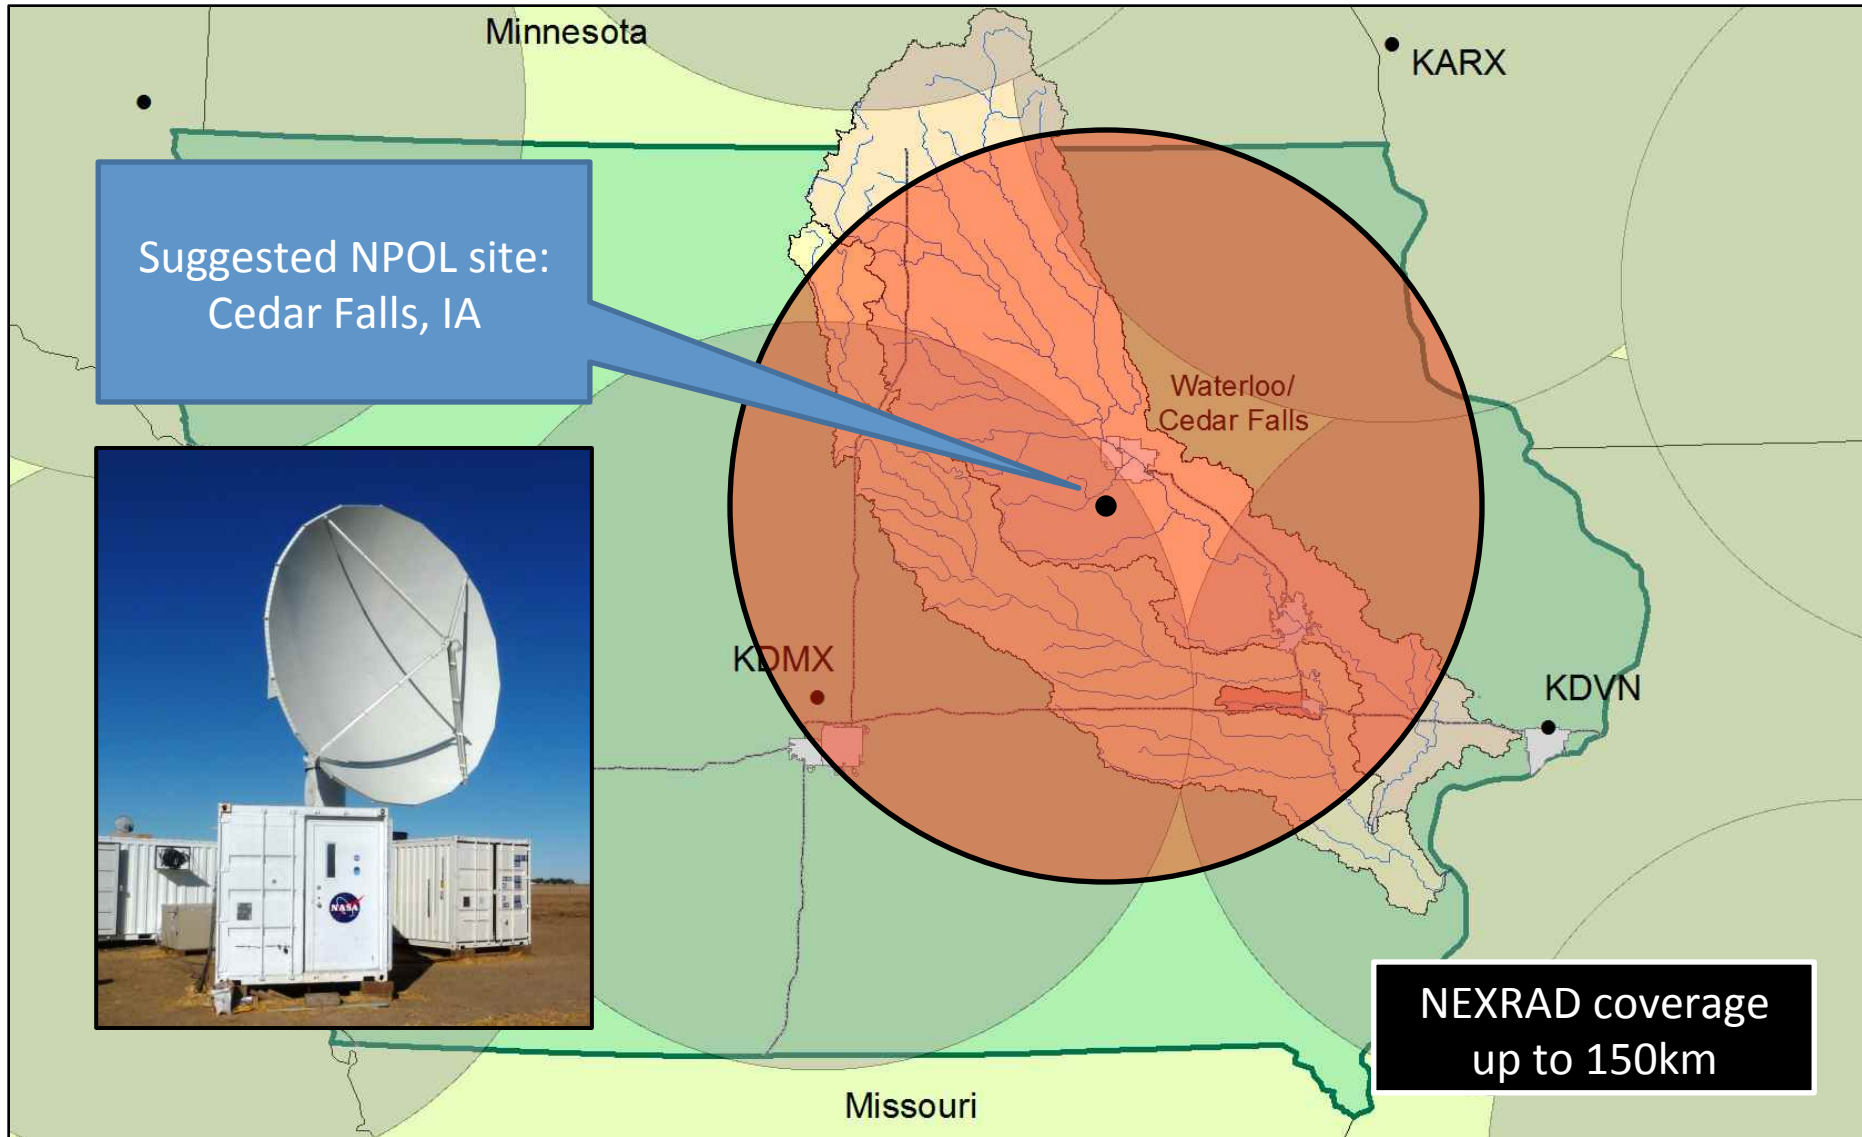 Minnesota
KARX
Suggested NPOL site:
Cedar Falls, IA
Waterloo/
Cedar Falls
KDMX
KDVN
NASA
NEXRAD coverage
up to 150km
Missouri